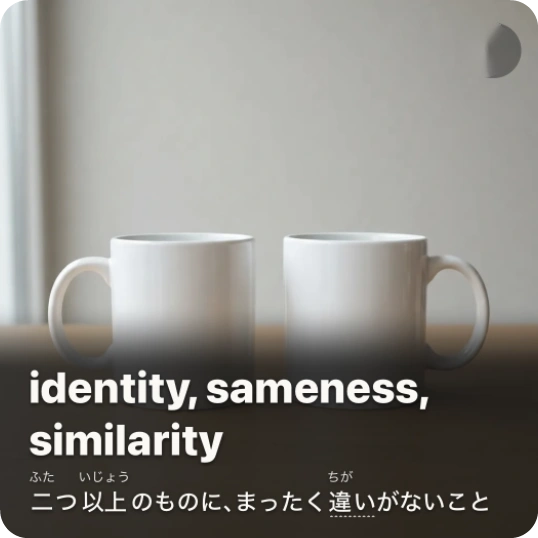 identity, sameness,
similarity
ふた いじょう ちが
二つ以上のものに、まったく違いがないこと